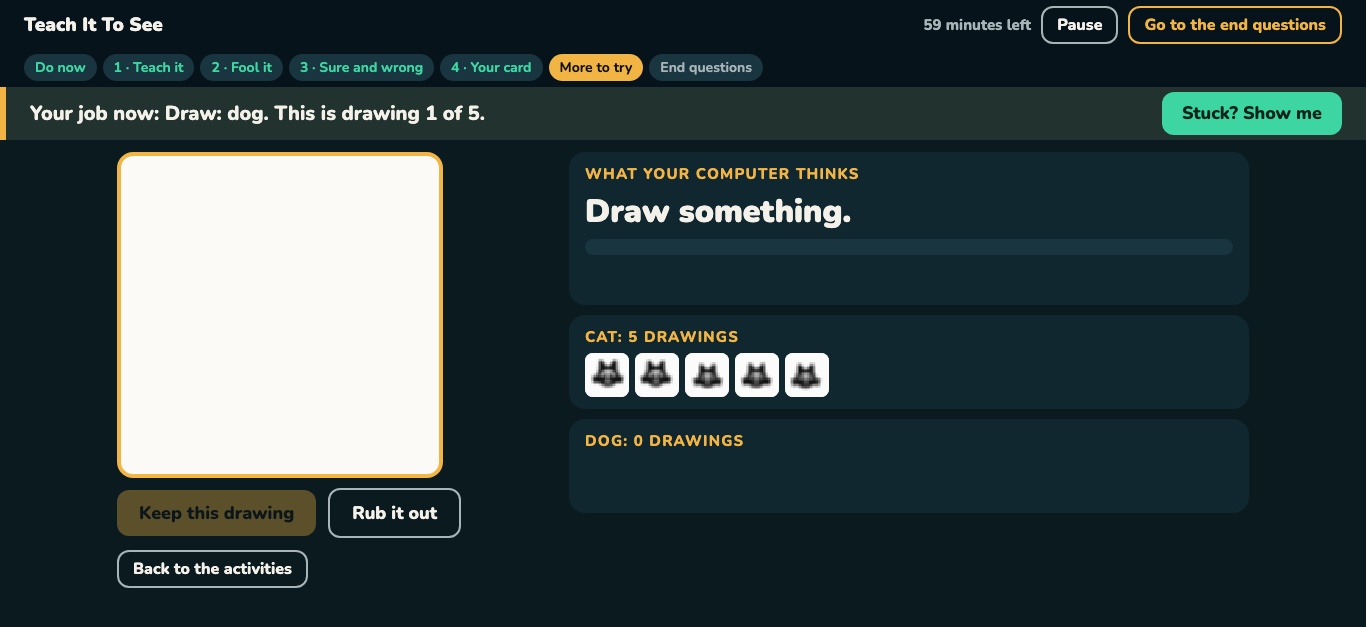 Teach It To See
59 minutes left
Pause
Go to the end questions
Do now
1 · Teach it
2 · Fool it
3 · Sure and wrong
4 · Your card
More to try
End questions
Your job now: Draw: dog. This is drawing 1 of 5.
Stuck? Show me
WHAT YOUR COMPUTER THINKS
Draw something.
CAT: 5 DRAWINGS
DOG: 0 DRAWINGS
Keep this drawing
Rub it out
Back to the activities